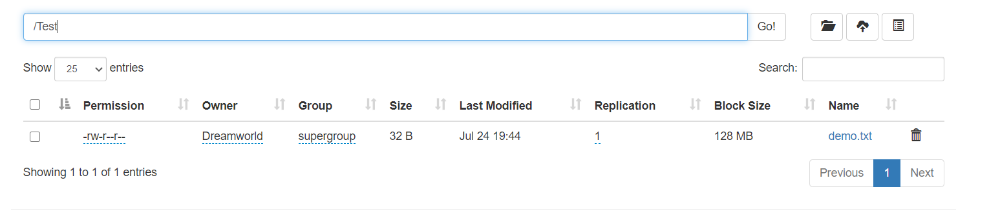 /Test Go!
Show 25 entries Search:
Permission Owner Group Size Last Modified Replication Block Size Name
-rw-r--r-- Dreamworld supergroup 32 B Jul 24 19:44 1 128 MB demo.txt
Showing 1 to 1 of 1 entries Previous 1 Next